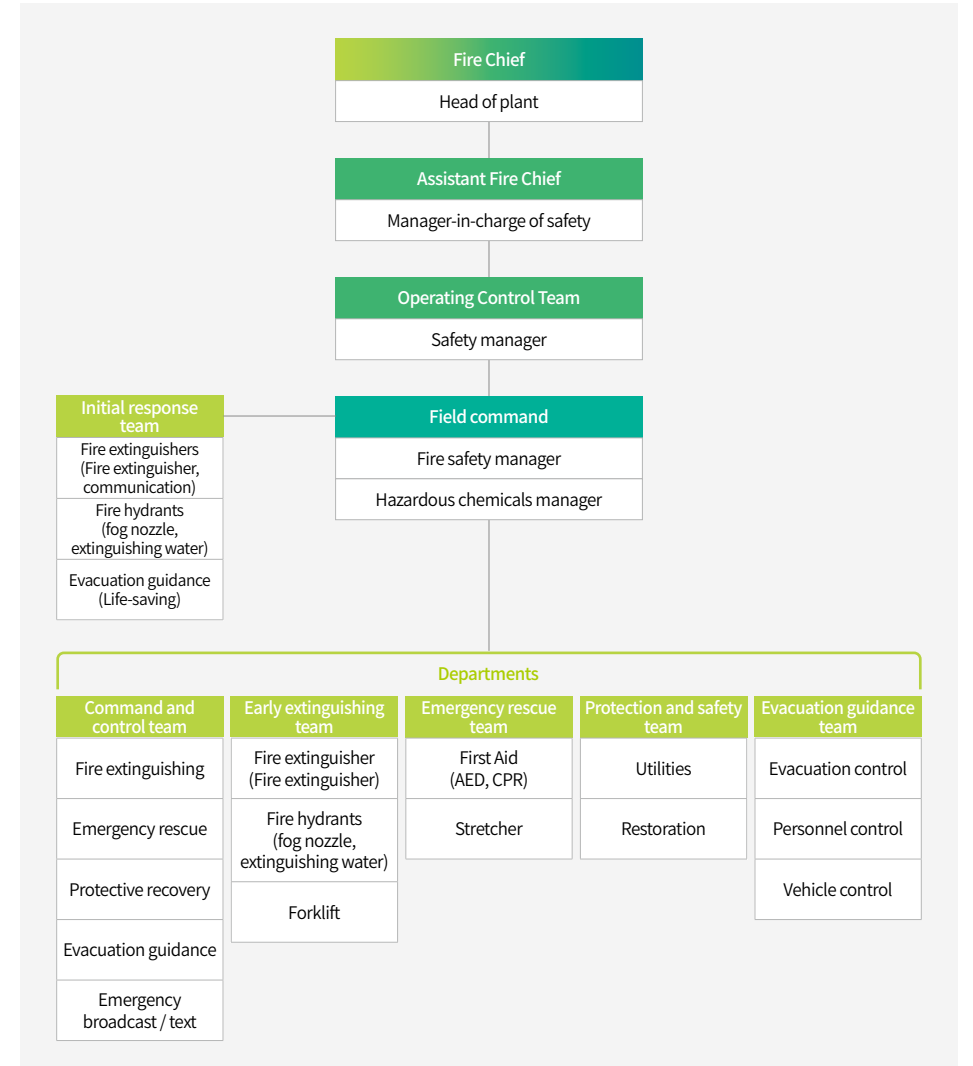 Fire Chief
Head of plant
Assistant Fire Chief
Manager-in-charge of safety
Operating Control Team
Safety manager
Initial response
team
Fire extinguishers
(Fire extinguisher,
communication)
Fire hydrants
(fog nozzle,
extinguishing water)
Evacuation guidance
(Life-saving)
Field command
Fire safety manager
Hazardous chemicals manager
Departments
Command and
control team
Fire extinguishing
Emergency rescue
Protective recovery
Evacuation guidance
Emergency
broadcast / text
Early extinguishing
team
Fire extinguisher
(Fire extinguisher)
Fire hydrants
(fog nozzle,
extinguishing water)
Forklift
Emergency rescue
team
First Aid
(AED, CPR)
Stretcher
Protection and safety
team
Utilities
Restoration
Evacuation guidance
team
Evacuation control
Personnel control
Vehicle control